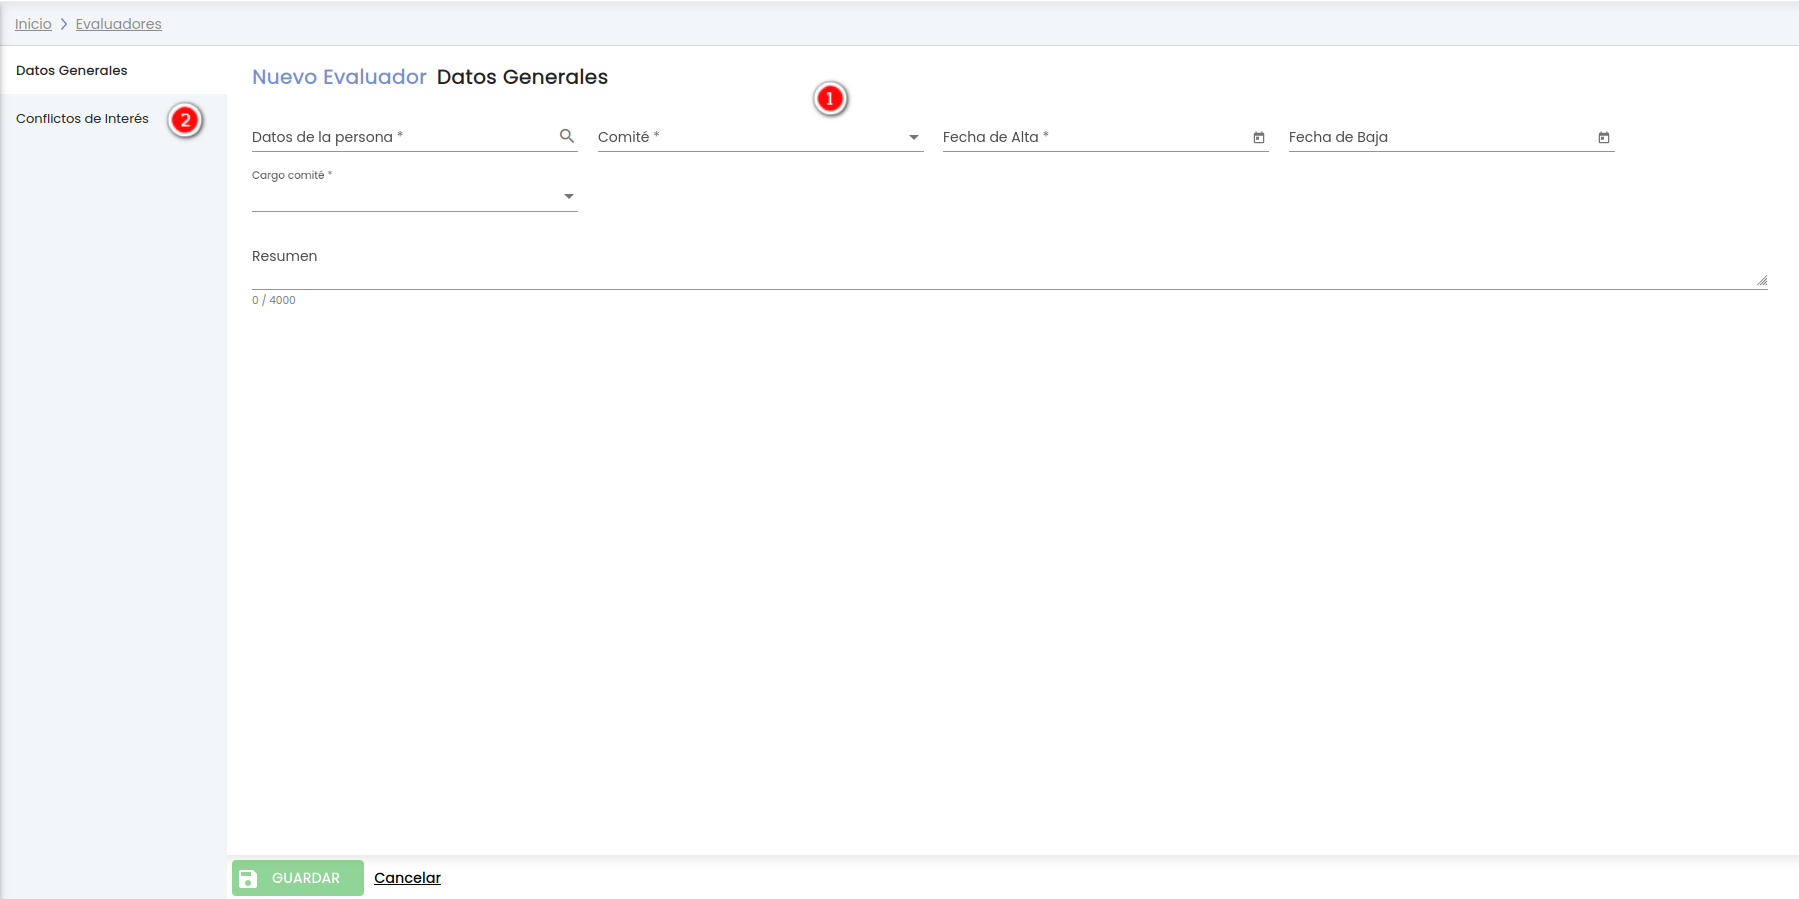 Inicio > Evaluadores
Datos Generales
Conflictos de Interés 2
Nuevo Evaluador Datos Generales
1
Datos de la persona * Comité * Fecha de Alta * Fecha de Baja
Cargo comité *
Resumen
0 / 4000
GUARDAR Cancelar